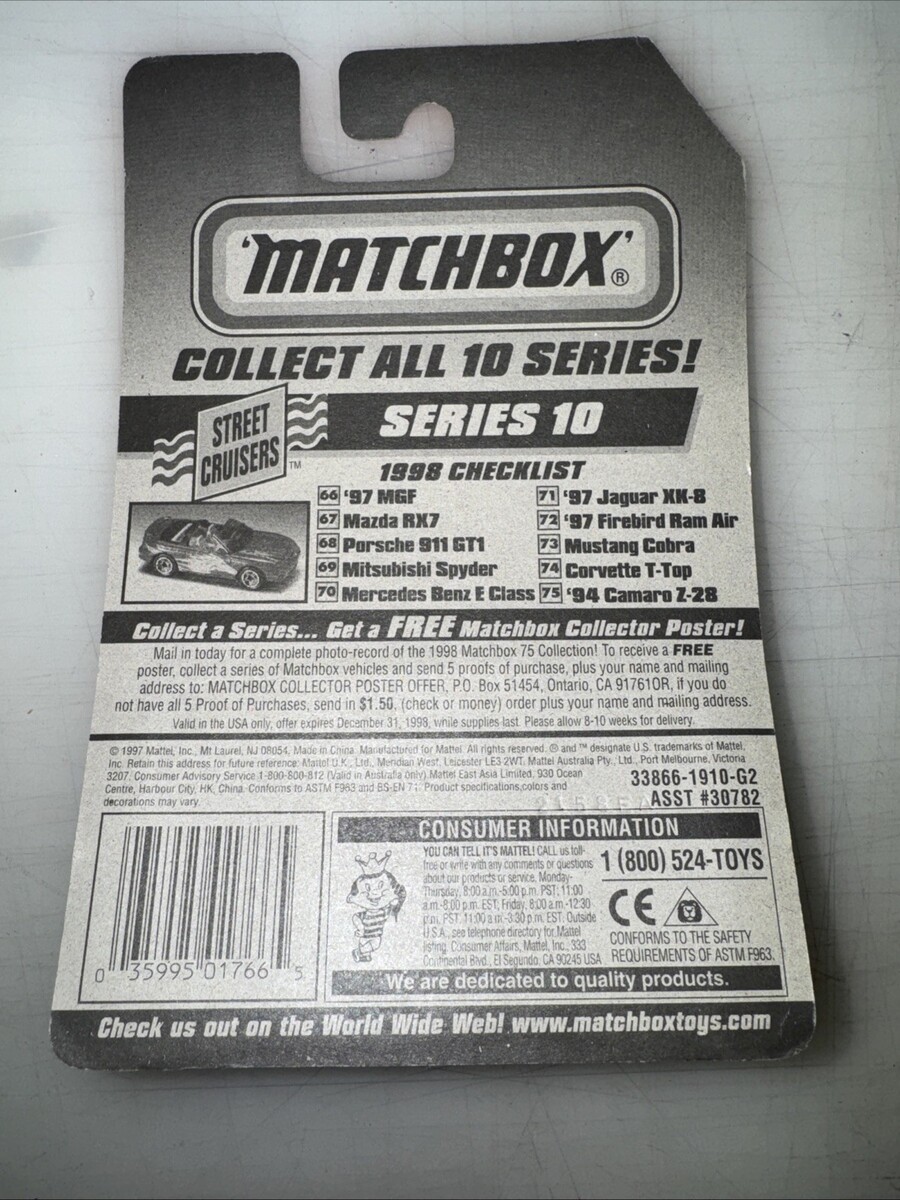 'MATCHBOX'®
COLLECT ALL 10 SERIES!
STREET
CRUISERS™
SERIES 10
1998 CHECKLIST
66 '97 MGF
67 Mazda RX7
68 Porsche 911 GT1
69 Mitsubishi Spyder
70 Mercedes Benz E Class
71 '97 Jaguar XK-8
72 '97 Firebird Ram Air
73 Mustang Cobra
74 Corvette T-Top
75 '94 Camaro Z-28
Collect a Series... Get a FREE Matchbox Collector Poster!
Mail in today for a complete photo-record of the 1998 Matchbox 75 Collection! To receive a FREE
poster, collect a series of Matchbox vehicles and send 5 proofs of purchase, plus your name and mailing
address to: MATCHBOX COLLECTOR POSTER OFFER, P.O. Box 51454, Ontario, CA 91761OR, if you do
not have all 5 Proof of Purchases, send in $1.50, (check or money) order plus your name and mailing address.
Valid in the USA only, offer expires December 31, 1998, while supplies last. Please allow 8-10 weeks for delivery.
© 1997 Mattel, Inc., Mt Laurel, NJ 08054, Made in China. Manufactured for Mattel. All rights reserved. ® and ™ designate U.S. trademarks of Mattel,
Inc. Retain this address for future reference: Mattel U.K., Ltd., Meridian West, Leicester LE3 2WT. Mattel Australia Pty., Ltd., Port Melbourne, Victoria
3207. Consumer Advisory Service 1-800-800-812 (Valid in Australia only). Mattel East Asia Limited. 930 Ocean
Centre, Harbour City, HK, China. Conforms to ASTM F963 and BS EN 71. Product specifications, colors and
decorations may vary.
33866-1910-G2
ASST #30782
0 35995 01766 5
CONSUMER INFORMATION
YOU CAN TELL IT'S MATTEL! CALL us toll-
free or write with any comments or questions
about our products or service, Monday-
Thursday, 8:00 a.m.-5:00 p.m. PST, 11:00
a.m.-8:00 p.m. EST, Friday, 8:00 a.m.-12:30
p.m. PST, 11:00 a.m.-3:30 p.m. EST. Outside
U.S.A., see telephone directory for Mattel
listing. Consumer Affairs, Mattel, Inc., 333
Continental Blvd., El Segundo, CA 90245 USA
1 (800) 524-TOYS
CE
CONFORMS TO THE SAFETY
REQUIREMENTS OF ASTM F963.
We are dedicated to quality products.
Check us out on the World Wide Web! www.matchboxtoys.com